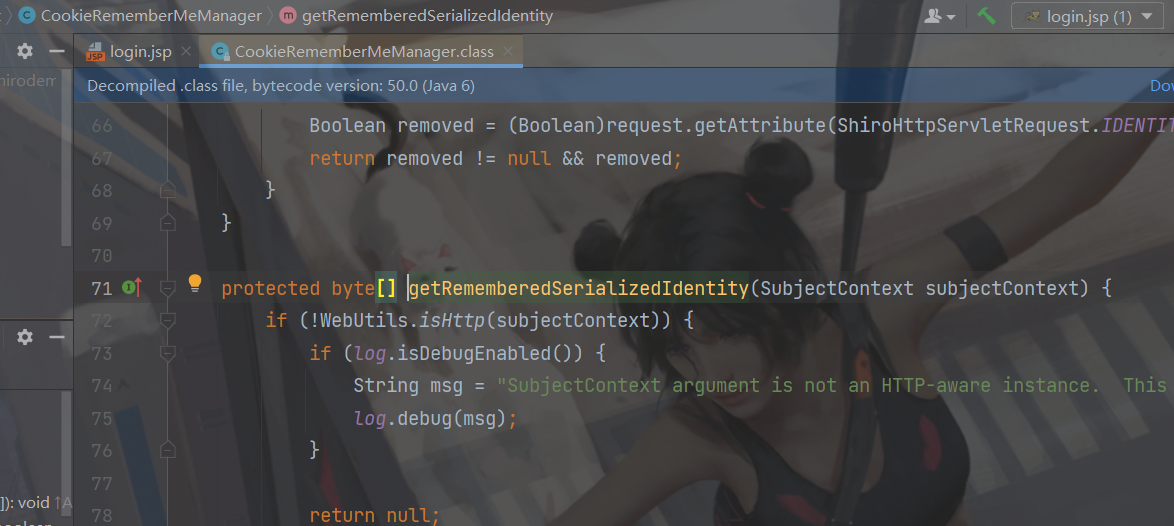 CookieRememberMeManager getRememberedSerializedIdentity login.jsp (1)
login.jsp CookieRememberMeManager.class
Decompiled .class file, bytecode version: 50.0 (Java 6)
66 Boolean removed = (Boolean)request.getAttribute(ShiroHttpServletRequest.IDENTIT
67 return removed != null && removed;
68 }
69 }
70
71 protected byte[] getRememberedSerializedIdentity(SubjectContext subjectContext) {
72 if (!WebUtils.isHttp(subjectContext)) {
73 if (log.isDebugEnabled()) {
74 String msg = "SubjectContext argument is not an HTTP-aware instance.  This
75 log.debug(msg);
76 }
77
]): void
78 return null;